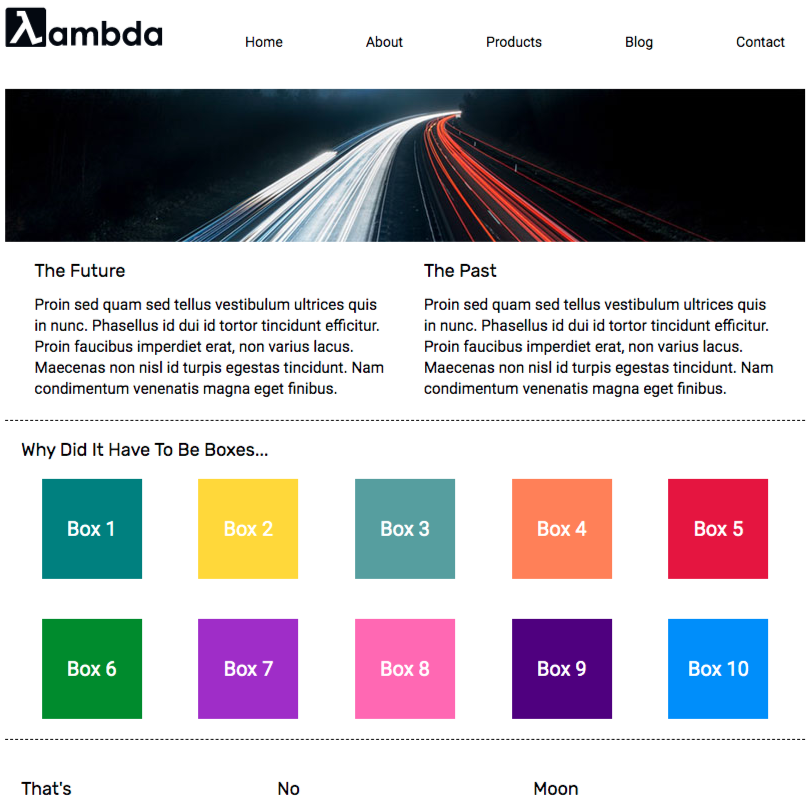 λambda
Home About Products Blog Contact
The Future
Proin sed quam sed tellus vestibulum ultrices quis
in nunc. Phasellus id dui id tortor tincidunt efficitur.
Proin faucibus imperdiet erat, non varius lacus.
Maecenas non nisl id turpis egestas tincidunt. Nam
condimentum venenatis magna eget finibus.
The Past
Proin sed quam sed tellus vestibulum ultrices quis
in nunc. Phasellus id dui id tortor tincidunt efficitur.
Proin faucibus imperdiet erat, non varius lacus.
Maecenas non nisl id turpis egestas tincidunt. Nam
condimentum venenatis magna eget finibus.
Why Did It Have To Be Boxes...
Box 1 Box 2 Box 3 Box 4 Box 5
Box 6 Box 7 Box 8 Box 9 Box 10
That's No Moon